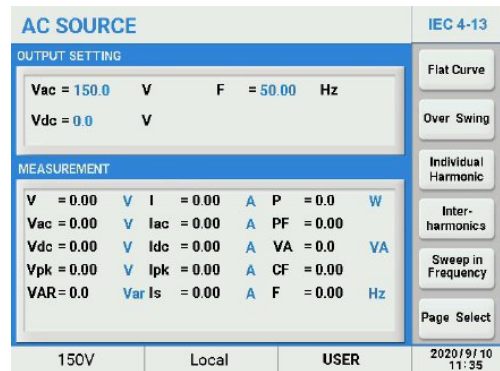 AC SOURCE
IEC 4-13
OUTPUT SETTING
Vac = 150.0 V F = 50.00 Hz
Vdc = 0.0 V
MEASUREMENT
V = 0.00 V I = 0.00 A P = 0.0 W
Vac = 0.00 V Iac = 0.00 A PF = 0.00
Vdc = 0.00 V Idc = 0.00 A VA = 0.0 VA
Vpk = 0.00 V Ipk = 0.00 A CF = 0.00
VAR = 0.0 Var Is = 0.00 A F = 0.00 Hz
Flat Curve
Over Swing
Individual
Harmonic
Inter-
harmonics
Sweep in
Frequency
Page Select
150V Local USER
2020/9/10
11:35